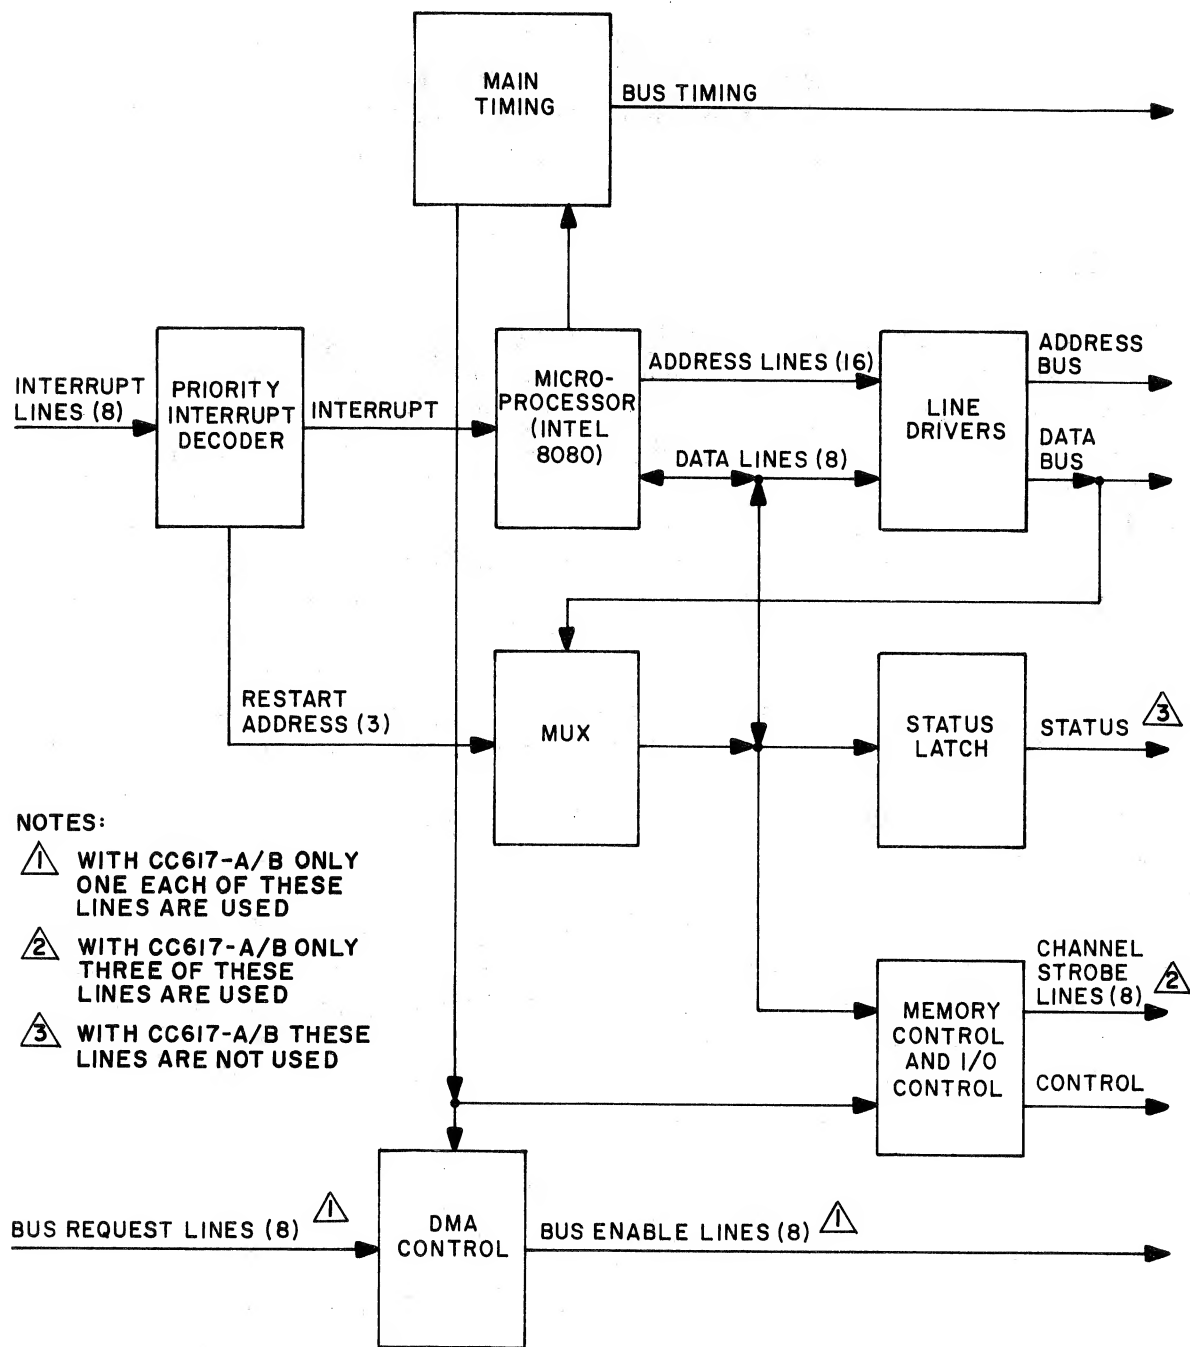 MAIN
TIMING
BUS TIMING
INTERRUPT
LINES (8)
PRIORITY
INTERRUPT
DECODER
INTERRUPT
MICRO-
PROCESSOR
(INTEL
8080)
ADDRESS LINES (16)
DATA LINES (8)
LINE
DRIVERS
ADDRESS
BUS
DATA
BUS
RESTART
ADDRESS (3)
MUX
STATUS
LATCH
STATUS
3
NOTES:
1 WITH CC617-A/B ONLY
ONE EACH OF THESE
LINES ARE USED
2 WITH CC617-A/B ONLY
THREE OF THESE
LINES ARE USED
3 WITH CC617-A/B THESE
LINES ARE NOT USED
MEMORY
CONTROL
AND I/O
CONTROL
CHANNEL
STROBE
LINES (8)
2
CONTROL
BUS REQUEST LINES (8)
1
DMA
CONTROL
BUS ENABLE LINES (8)
1